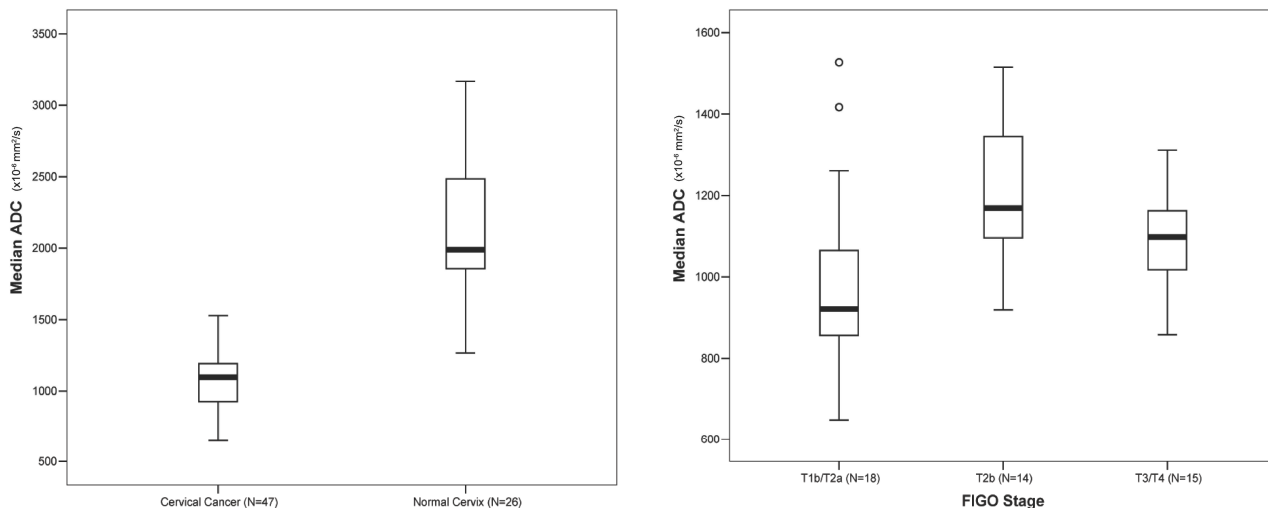 3500
3000
2500
2000
1500
1000
500
Median ADC (x10⁻⁶ mm²/s)
Cervical Cancer (N=47)
Normal Cervix (N=26)
1600
1400
1200
1000
800
600
Median ADC (x10⁻⁶ mm²/s)
T1b/T2a (N=18)
T2b (N=14)
T3/T4 (N=15)
FIGO Stage